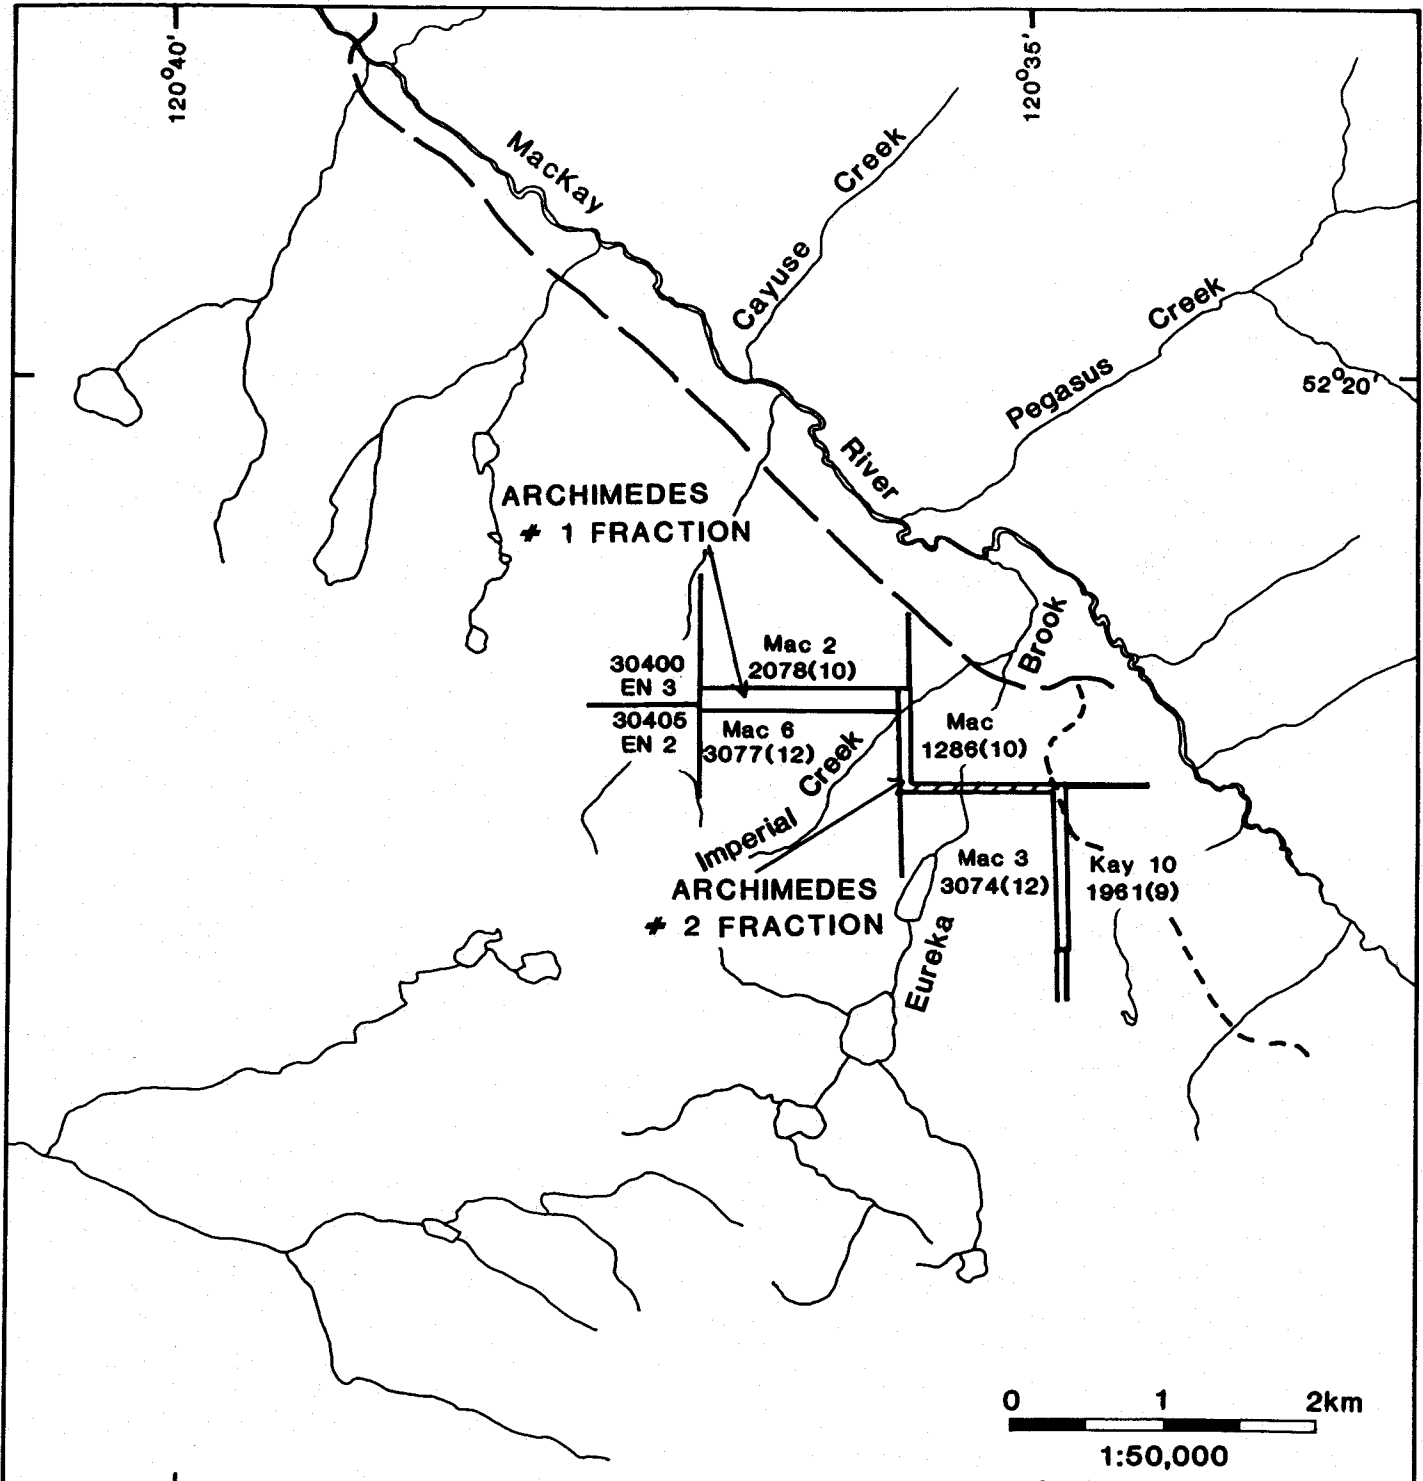 120°40'
120°35'
MacKay
Creek
Cayuse
Creek
Pegasus
52°20'
River
ARCHIMEDES
# 1 FRACTION
Brook
Mac 2
2078(10)
30400
EN 3
30405
EN 2
Mac 6
3077(12)
Mac
1286(10)
Creek
Imperial
Mac 3
3074(12)
Kay 10
1961(9)
ARCHIMEDES
# 2 FRACTION
Eureka
0 1 2km
1:50,000